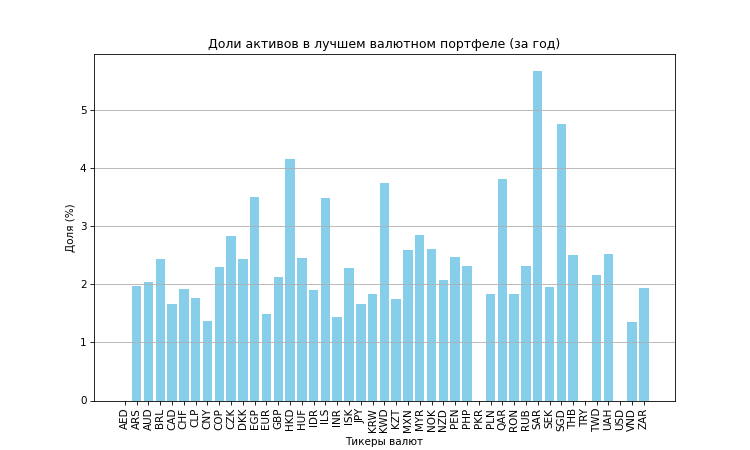 Доли активов в лучшем валютном портфеле (за год)
Доля (%)
5
4
3
2
1
0
AED ARS AUD BRL CAD CHF CLP CNY COP CZK DKK EGP EUR GBP HKD HUF IDR ILS INR ISK JPY KRW KWD KZT MXN MYR NOK NZD PEN PHP PKR PLN QAR RON RUB SAR SEK SGD THB TRY TWD UAH USD VND ZAR
Тикеры валют